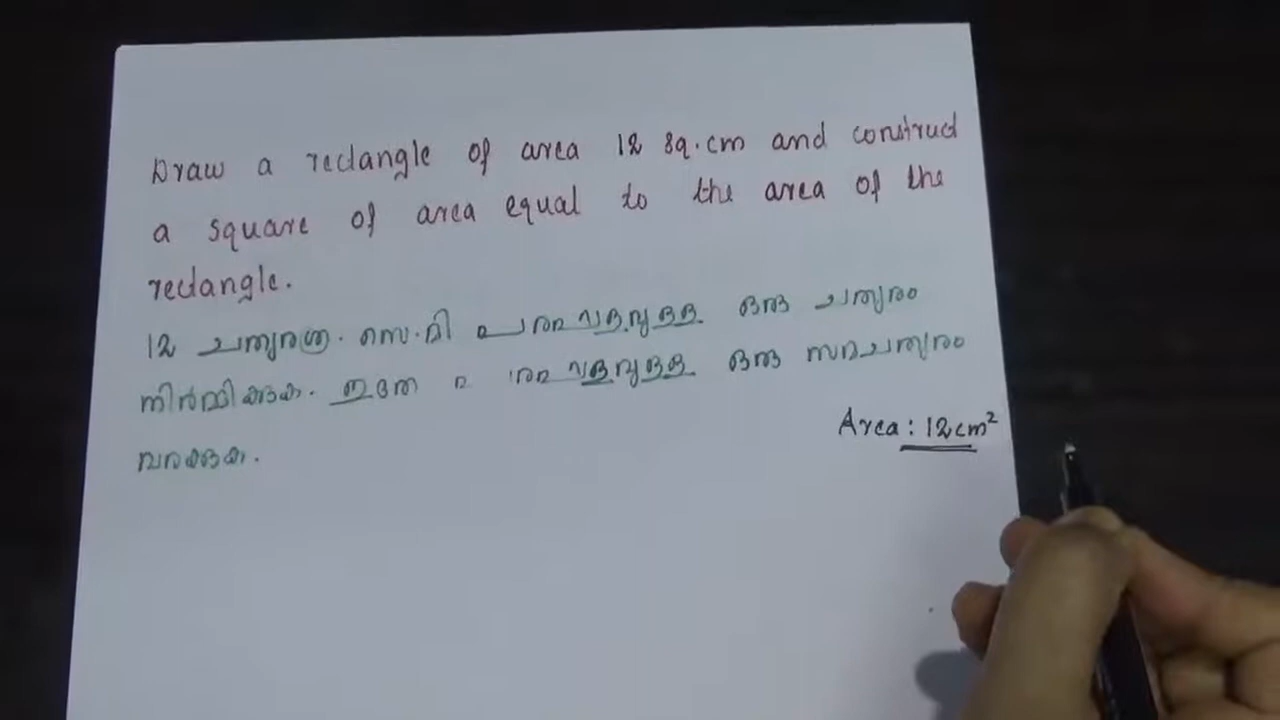 Draw a rectangle of area 12 sq.cm and construct
a square of area equal to the area of the
rectangle.
12 ചതുരശ്ര. സെ.മി പരപ്പളവുള്ള ഒരു ചതുരം
നിർമ്മിക്കുക. ഇതേ പരപ്പളവുള്ള ഒരു സമചതുരം
വരക്കുക.
Area : 12cm²